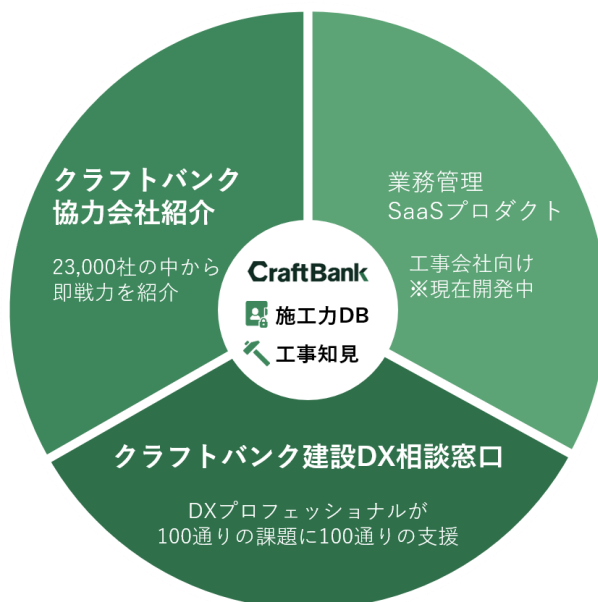 クラフトバンク
協力会社紹介
23,000社の中から
即戦力を紹介
業務管理
SaaSプロダクト
工事会社向け
※現在開発中
CraftBank
施工力DB
工事知見
クラフトバンク建設DX相談窓口
DXプロフェッショナルが
100通りの課題に100通りの支援